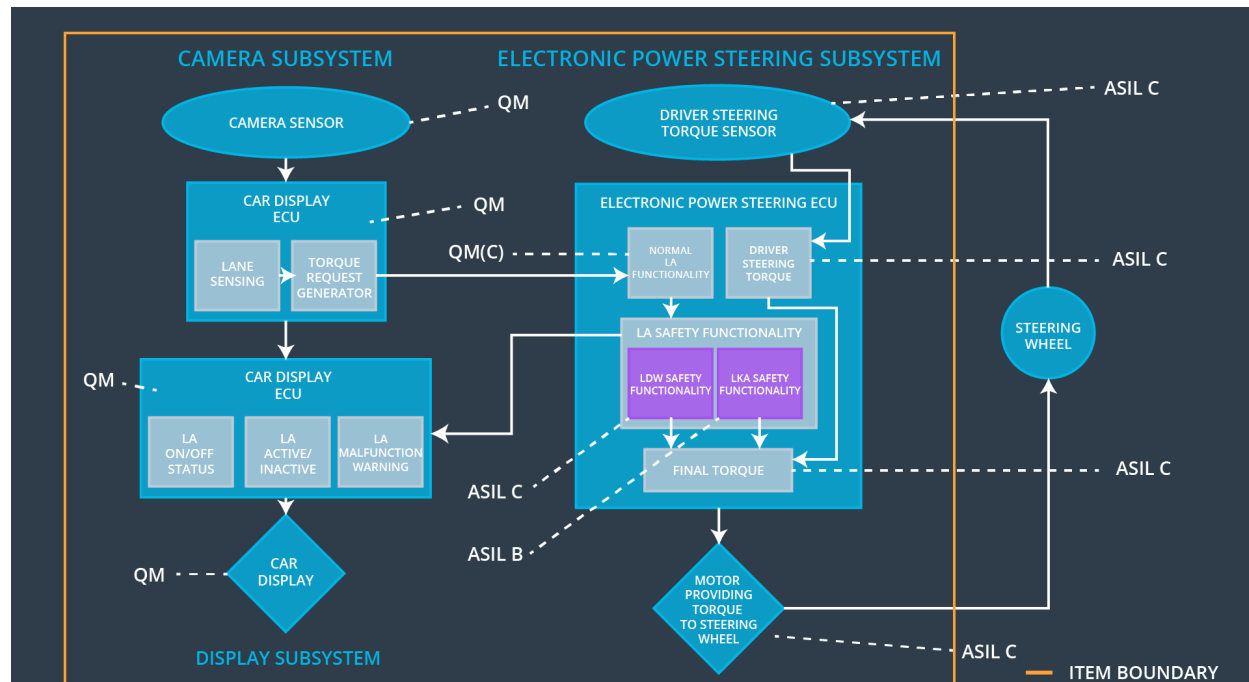 CAMERA SUBSYSTEM
ELECTRONIC POWER STEERING SUBSYSTEM
CAMERA SENSOR
QM
DRIVER STEERING
TORQUE SENSOR
ASIL C
CAR DISPLAY
ECU
QM
LANE
SENSING
TORQUE
REQUEST
GENERATOR
ELECTRONIC POWER STEERING ECU
QM(C)
NORMAL
LA
FUNCTIONALITY
DRIVER
STEERING
TORQUE
ASIL C
STEERING
WHEEL
LA SAFETY FUNCTIONALITY
LDW SAFETY
FUNCTIONALITY
LKA SAFETY
FUNCTIONALITY
QM
CAR DISPLAY
ECU
LA
ON/OFF
STATUS
LA
ACTIVE/
INACTIVE
LA
MALFUNCTION
WARNING
FINAL TORQUE
ASIL C
ASIL C
ASIL B
QM
CAR
DISPLAY
MOTOR
PROVIDING
TORQUE
TO STEERING
WHEEL
ASIL C
DISPLAY SUBSYSTEM
ITEM BOUNDARY